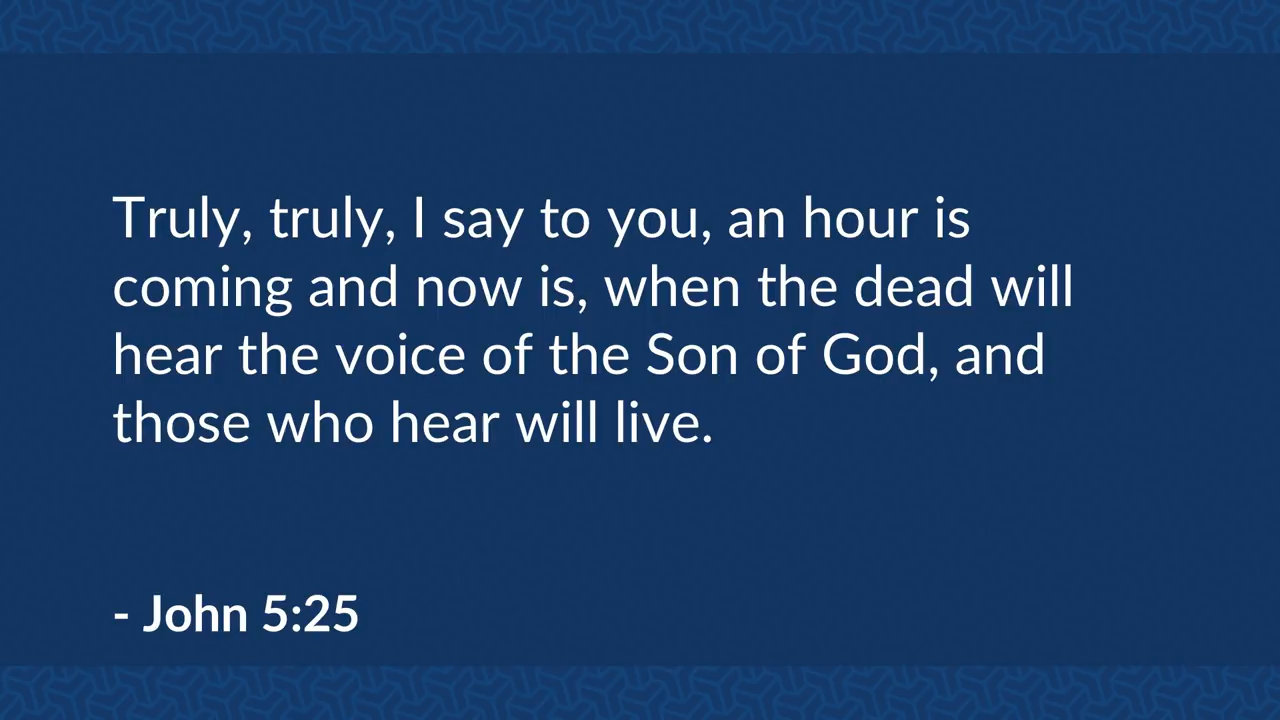 Truly, truly, I say to you, an hour is
coming and now is, when the dead will
hear the voice of the Son of God, and
those who hear will live.
- John 5:25